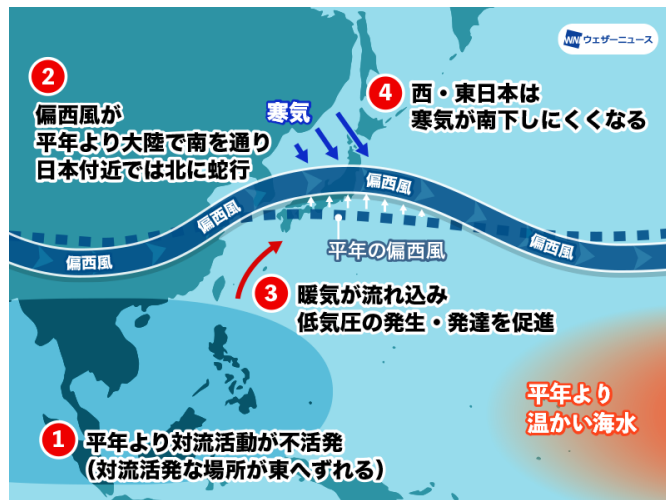 WNI ウェザーニュース
2
偏西風が
平年より大陸で南を通り
日本付近では北に蛇行
寒気
4
西・東日本は
寒気が南下しにくくなる
偏西風
偏西風
偏西風
偏西風
平年の偏西風
3
暖気が流れ込み
低気圧の発生・発達を促進
平年より
温かい海水
1
平年より対流活動が不活発
（対流活発な場所が東へずれる）